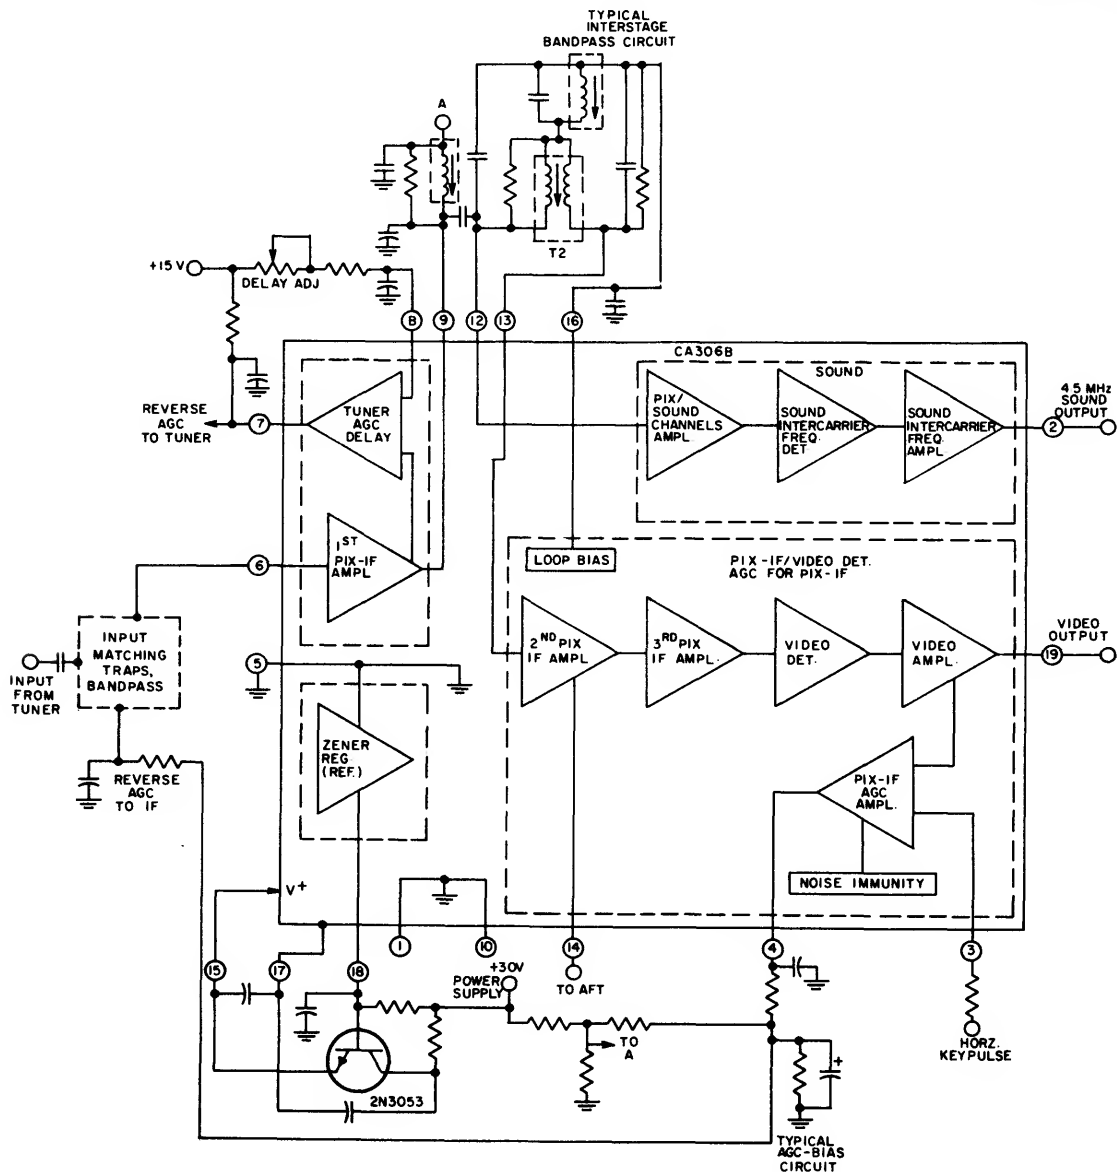 TYPICAL
INTERSTAGE
BANDPASS CIRCUIT
A
T2
+15 V
DELAY ADJ
8
9
12
13
16
CA306B
SOUND
TUNER
AGC
DELAY
PIX/
SOUND
CHANNELS
AMPL
SOUND
INTERCARRIER
FREQ.
DET.
SOUND
INTERCARRIER
FREQ.
AMPL.
4.5 MHz
SOUND
OUTPUT
2
REVERSE
AGC
TO TUNER
7
1ST
PIX-IF
AMPL
6
LOOP BIAS
PIX-IF/VIDEO DET.
AGC FOR PIX-IF
INPUT
MATCHING
TRAPS,
BANDPASS
INPUT
FROM
TUNER
5
2ND PIX
IF AMPL
3RD PIX
IF AMPL.
VIDEO
DET.
VIDEO
AMPL.
VIDEO
OUTPUT
19
ZENER
REG
(REF.)
REVERSE
AGC
TO IF
PIX-IF
AGC
AMPL.
NOISE IMMUNITY
V+
1
10
14
4
3
15
17
18
TO AFT
+30V
POWER
SUPPLY
TO
A
HORZ.
KEYPULSE
2N3053
+
TYPICAL
AGC-BIAS
CIRCUIT